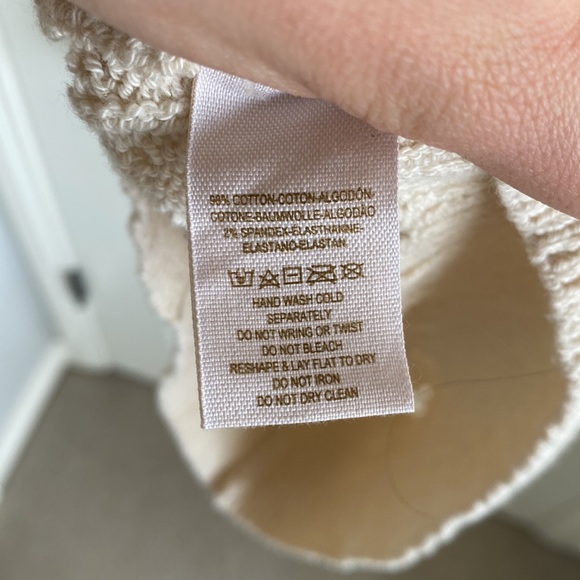 98% COTTON-COTON-ALGODÓN-
COTONE-BAUMWOLLE-ALGODÃO
2% SPANDEX-ELASTHANNE-
ELASTANO-ELASTAN
HAND WASH COLD
SEPARATELY
DO NOT WRING OR TWIST
DO NOT BLEACH
RESHAPE & LAY FLAT TO DRY
DO NOT IRON
DO NOT DRY CLEAN